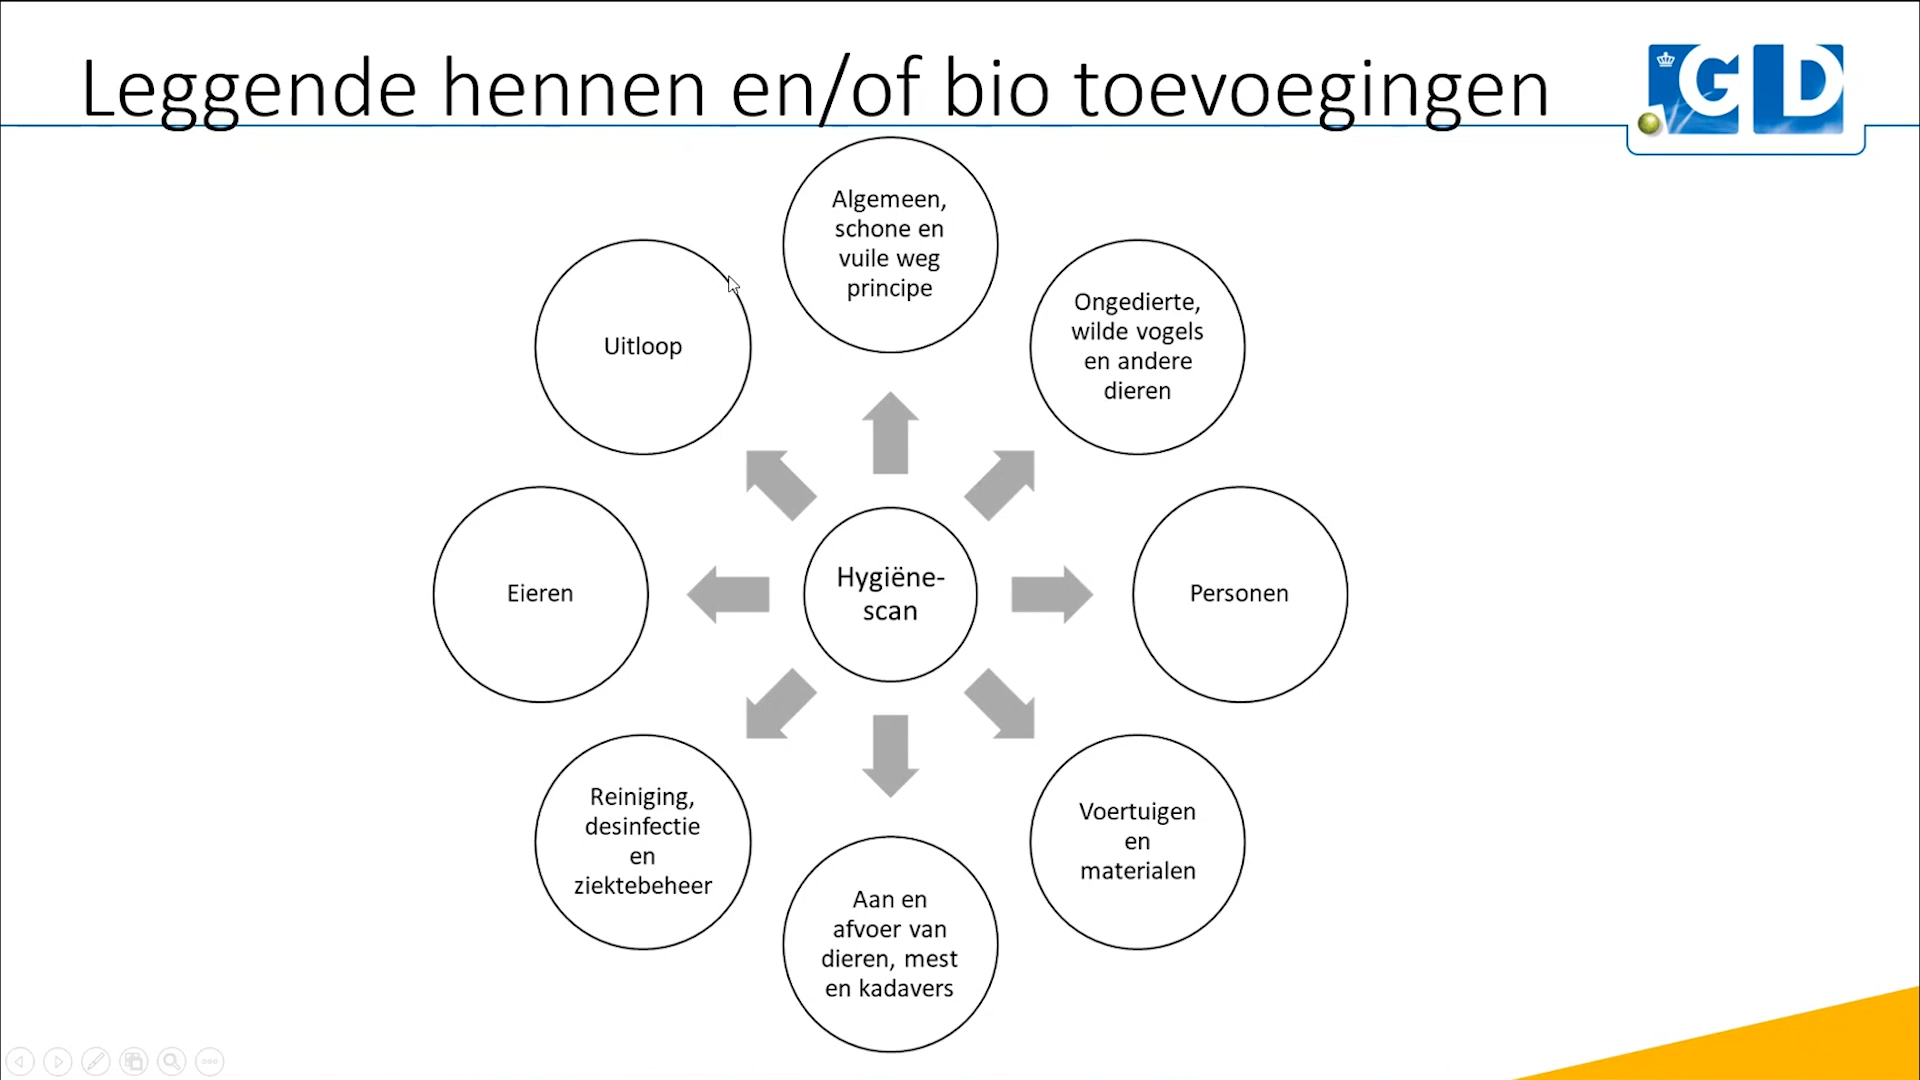 Leggende hennen en/of bio toevoegingen
GD
Algemeen,
schone en
vuile weg
principe
Ongedierte,
wilde vogels
en andere
dieren
Personen
Voertuigen
en
materialen
Aan en
afvoer van
dieren, mest
en kadavers
Reiniging,
desinfectie
en
ziektebeheer
Eieren
Uitloop
Hygiëne-
scan